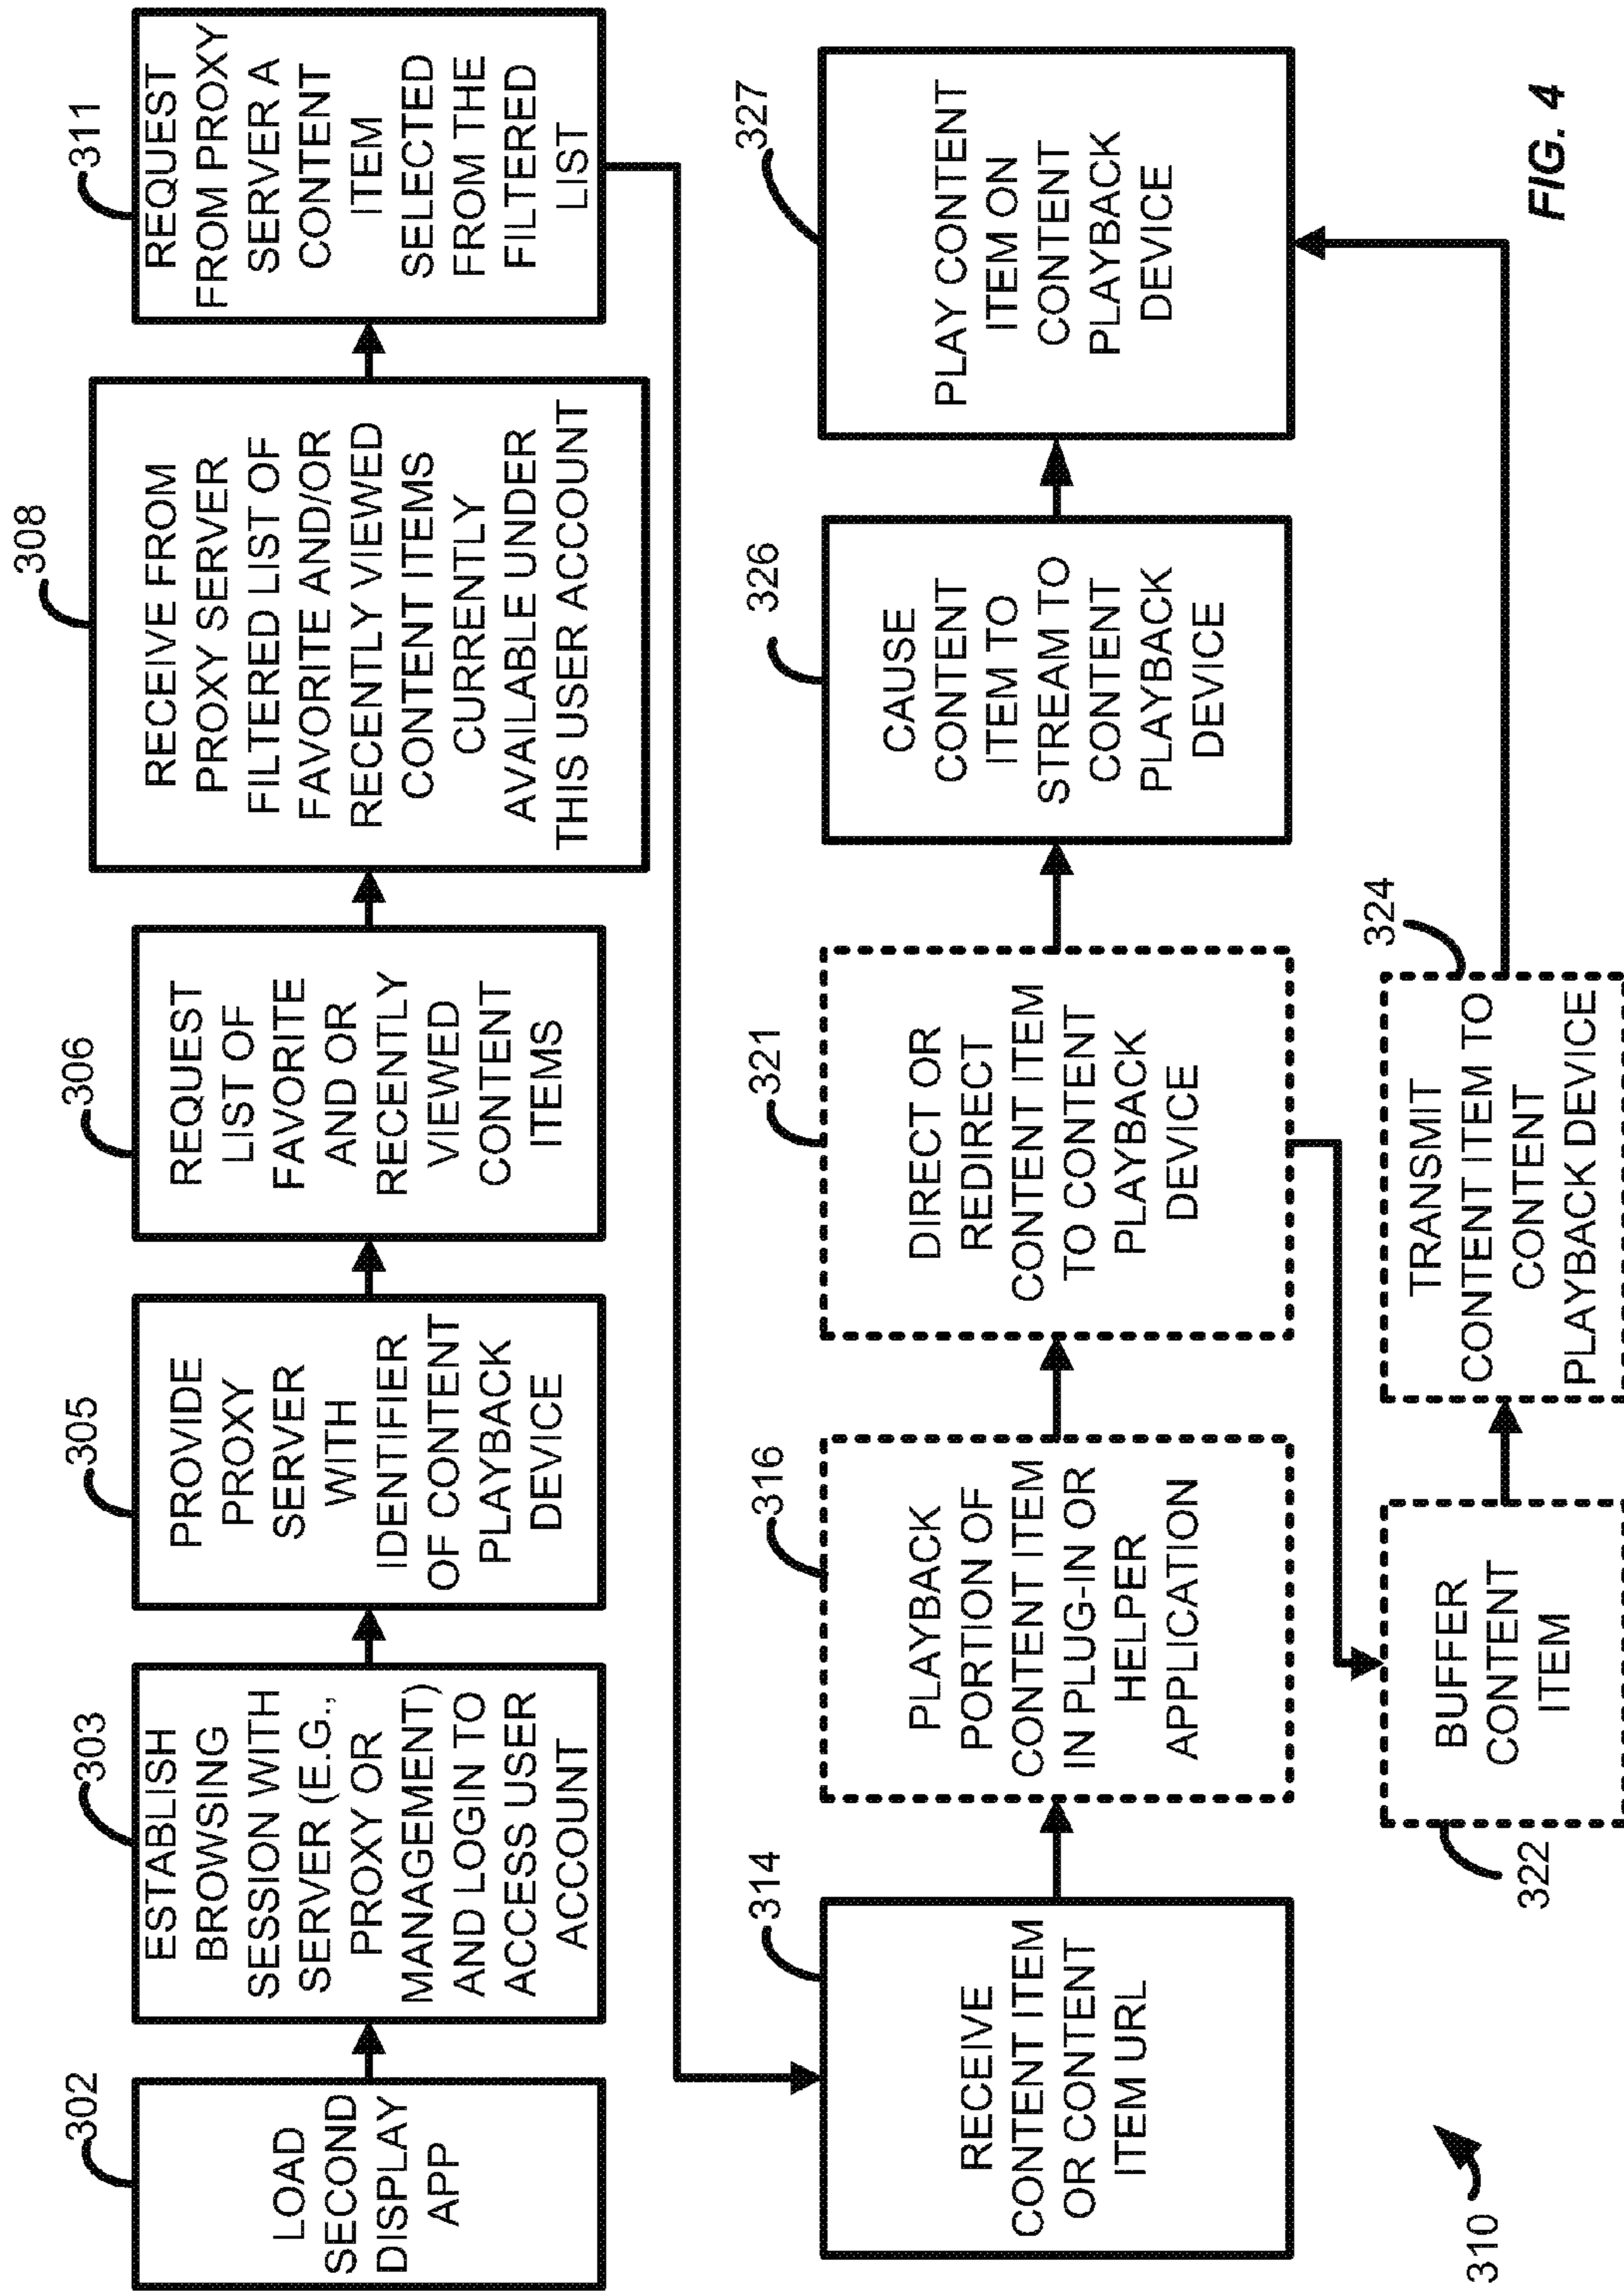 302
LOAD
SECOND
DISPLAY
APP
303
ESTABLISH
BROWSING
SESSION WITH
SERVER (E.G.,
PROXY OR
MANAGEMENT)
AND LOGIN TO
ACCESS USER
ACCOUNT
305
PROVIDE
PROXY
SERVER
WITH
IDENTIFIER
OF CONTENT
PLAYBACK
DEVICE
306
REQUEST
LIST OF
FAVORITE
AND OR
RECENTLY
VIEWED
CONTENT
ITEMS
308
RECEIVE FROM
PROXY SERVER
FILTERED LIST OF
FAVORITE AND/OR
RECENTLY VIEWED
CONTENT ITEMS
CURRENTLY
AVAILABLE UNDER
THIS USER ACCOUNT
311
REQUEST
FROM PROXY
SERVER A
CONTENT
ITEM
SELECTED
FROM THE
FILTERED
LIST
314
RECEIVE
CONTENT ITEM
OR CONTENT
ITEM URL
316
PLAYBACK
PORTION OF
CONTENT ITEM
IN PLUG-IN OR
HELPER
APPLICATION
321
DIRECT OR
REDIRECT
CONTENT ITEM
TO CONTENT
PLAYBACK
DEVICE
326
CAUSE
CONTENT
ITEM TO
STREAM TO
CONTENT
PLAYBACK
DEVICE
327
PLAY CONTENT
ITEM ON
CONTENT
PLAYBACK
DEVICE
310
322
BUFFER
CONTENT
ITEM
324
TRANSMIT
CONTENT ITEM TO
CONTENT
PLAYBACK DEVICE
FIG. 4